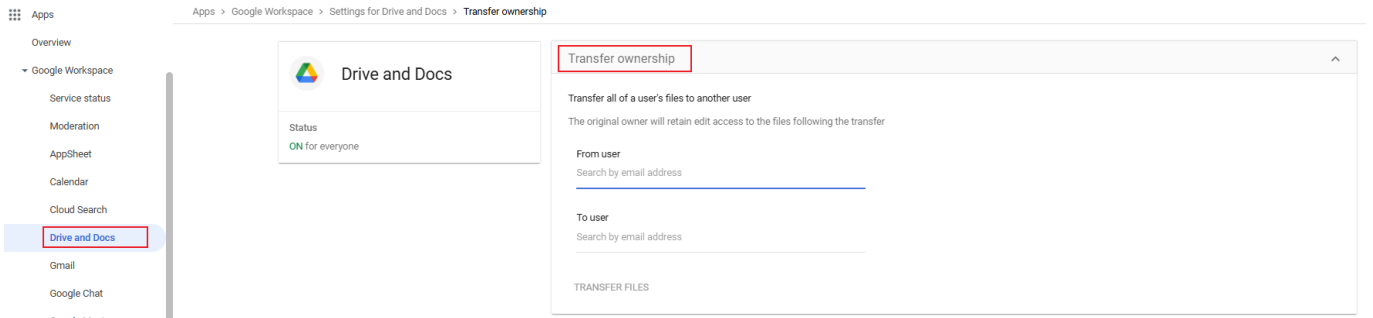 Apps
Overview
Google Workspace
Service status
Moderation
AppSheet
Calendar
Cloud Search
Drive and Docs
Gmail
Google Chat
Apps > Google Workspace > Settings for Drive and Docs > Transfer ownership
Drive and Docs
Status
ON for everyone
Transfer ownership
Transfer all of a user's files to another user
The original owner will retain edit access to the files following the transfer
From user
Search by email address
To user
Search by email address
TRANSFER FILES